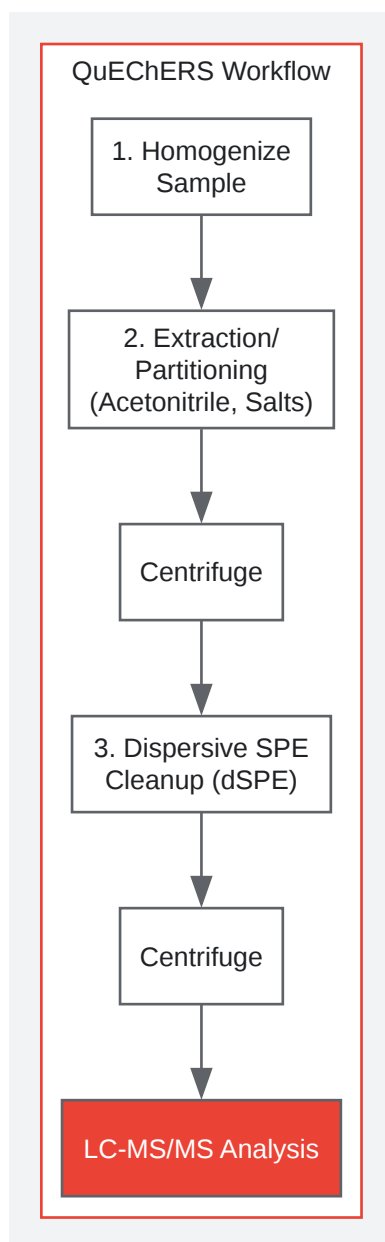 QuEChERS Workflow
1. Homogenize
Sample
2. Extraction/
Partitioning
(Acetonitrile, Salts)
Centrifuge
3. Dispersive SPE
Cleanup (dSPE)
Centrifuge
LC-MS/MS Analysis